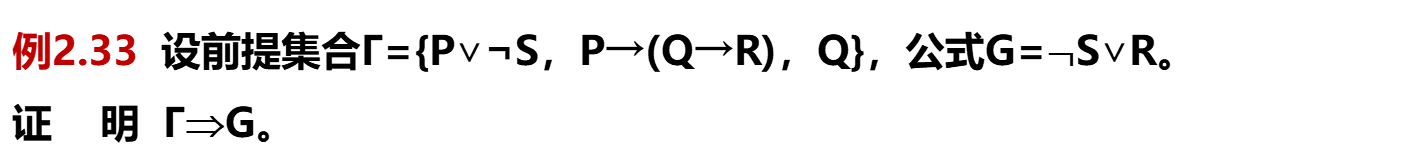 例2.33 设前提集合Γ={P∨¬S，P→(Q→R)，Q}，公式G=¬S∨R。
证 明 Γ⇒G。